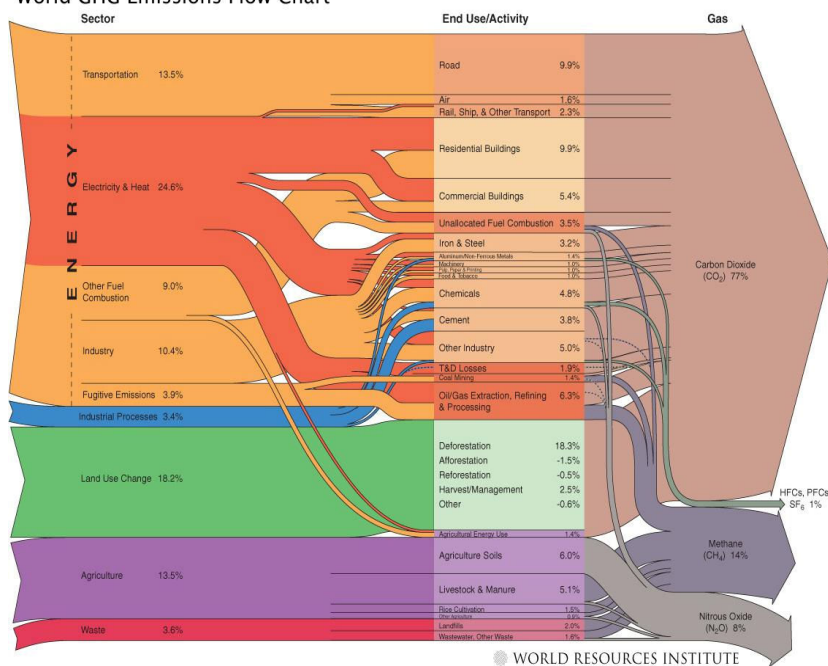 World GHG Emissions Flow Chart
Sector
End Use/Activity
Gas
ENERGY
Transportation 13.5%
Electricity & Heat 24.6%
Other Fuel
Combustion 9.0%
Industry 10.4%
Fugitive Emissions 3.9%
Industrial Processes 3.4%
Land Use Change 18.2%
Agriculture 13.5%
Waste 3.6%
Road 9.9%
Air 1.6%
Rail, Ship, & Other Transport 2.3%
Residential Buildings 9.9%
Commercial Buildings 5.4%
Unallocated Fuel Combustion 3.5%
Iron & Steel 3.2%
Aluminum/Non-Ferrous Metals 1.4%
Machinery 1.0%
Pulp, Paper & Printing 1.0%
Food & Tobacco 1.0%
Chemicals 4.8%
Cement 3.8%
Other Industry 5.0%
T&D Losses 1.9%
Coal Mining 1.4%
Oil/Gas Extraction, Refining
& Processing 6.3%
Deforestation 18.3%
Afforestation -1.5%
Reforestation -0.5%
Harvest/Management 2.5%
Other -0.6%
Agricultural Energy Use 1.4%
Agriculture Soils 6.0%
Livestock & Manure 5.1%
Rice Cultivation 1.5%
Other Agriculture 0.9%
Landfills 2.0%
Wastewater, Other Waste 1.6%
Carbon Dioxide
(CO2) 77%
HFCs, PFCs,
SF6 1%
Methane
(CH4) 14%
Nitrous Oxide
(N2O) 8%
WORLD RESOURCES INSTITUTE